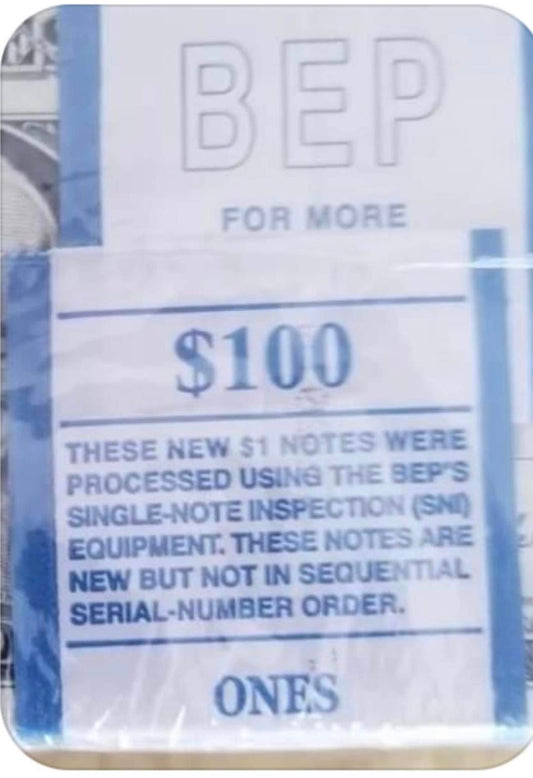 BEP
FOR MORE
$100
THESE NEW $1 NOTES WERE
PROCESSED USING THE BEP'S
SINGLE-NOTE INSPECTION (SNI)
EQUIPMENT. THESE NOTES ARE
NEW BUT NOT IN SEQUENTIAL
SERIAL-NUMBER ORDER.
ONES